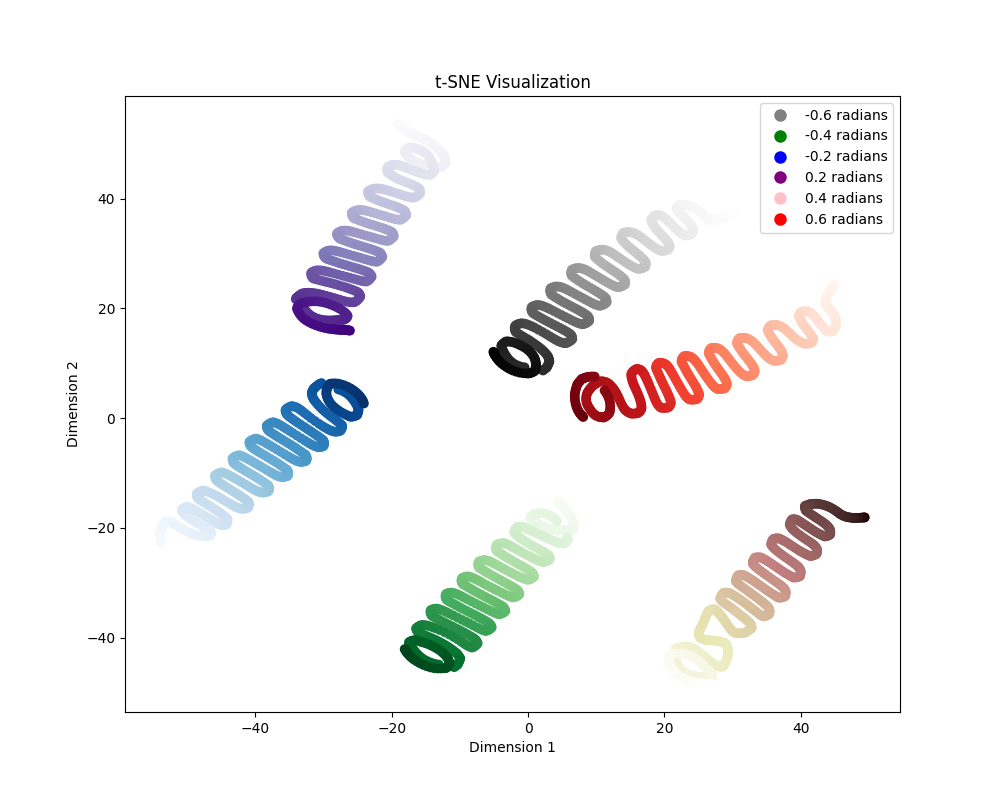 t-SNE Visualization
-0.6 radians
-0.4 radians
-0.2 radians
0.2 radians
0.4 radians
0.6 radians
40
20
0
−20
−40
Dimension 2
−40
−20
0
20
40
Dimension 1